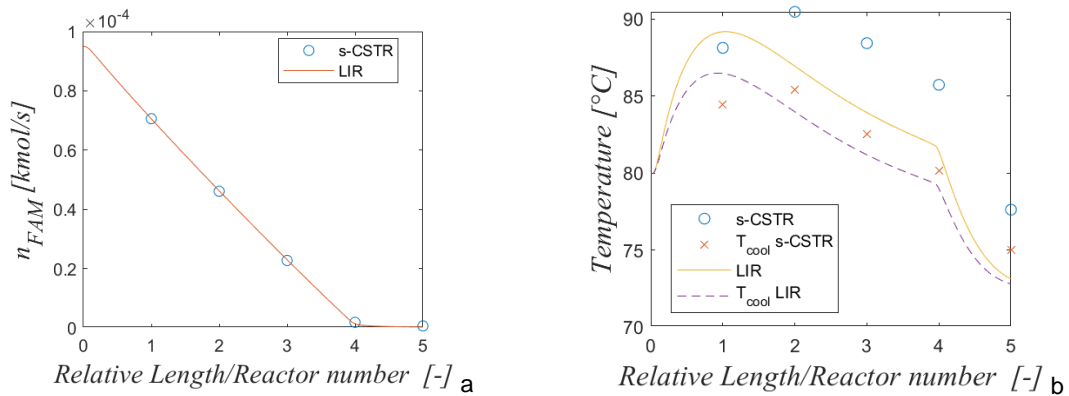 ×10⁻⁴
1
0.8
0.6
0.4
0.2
0
0 1 2 3 4 5
n_FAM [kmol/s]
s-CSTR
LIR
Relative Length/Reactor number [-] a
90
85
80
75
70
0 1 2 3 4 5
Temperature [°C]
s-CSTR
T_cool s-CSTR
LIR
T_cool LIR
Relative Length/Reactor number [-] b